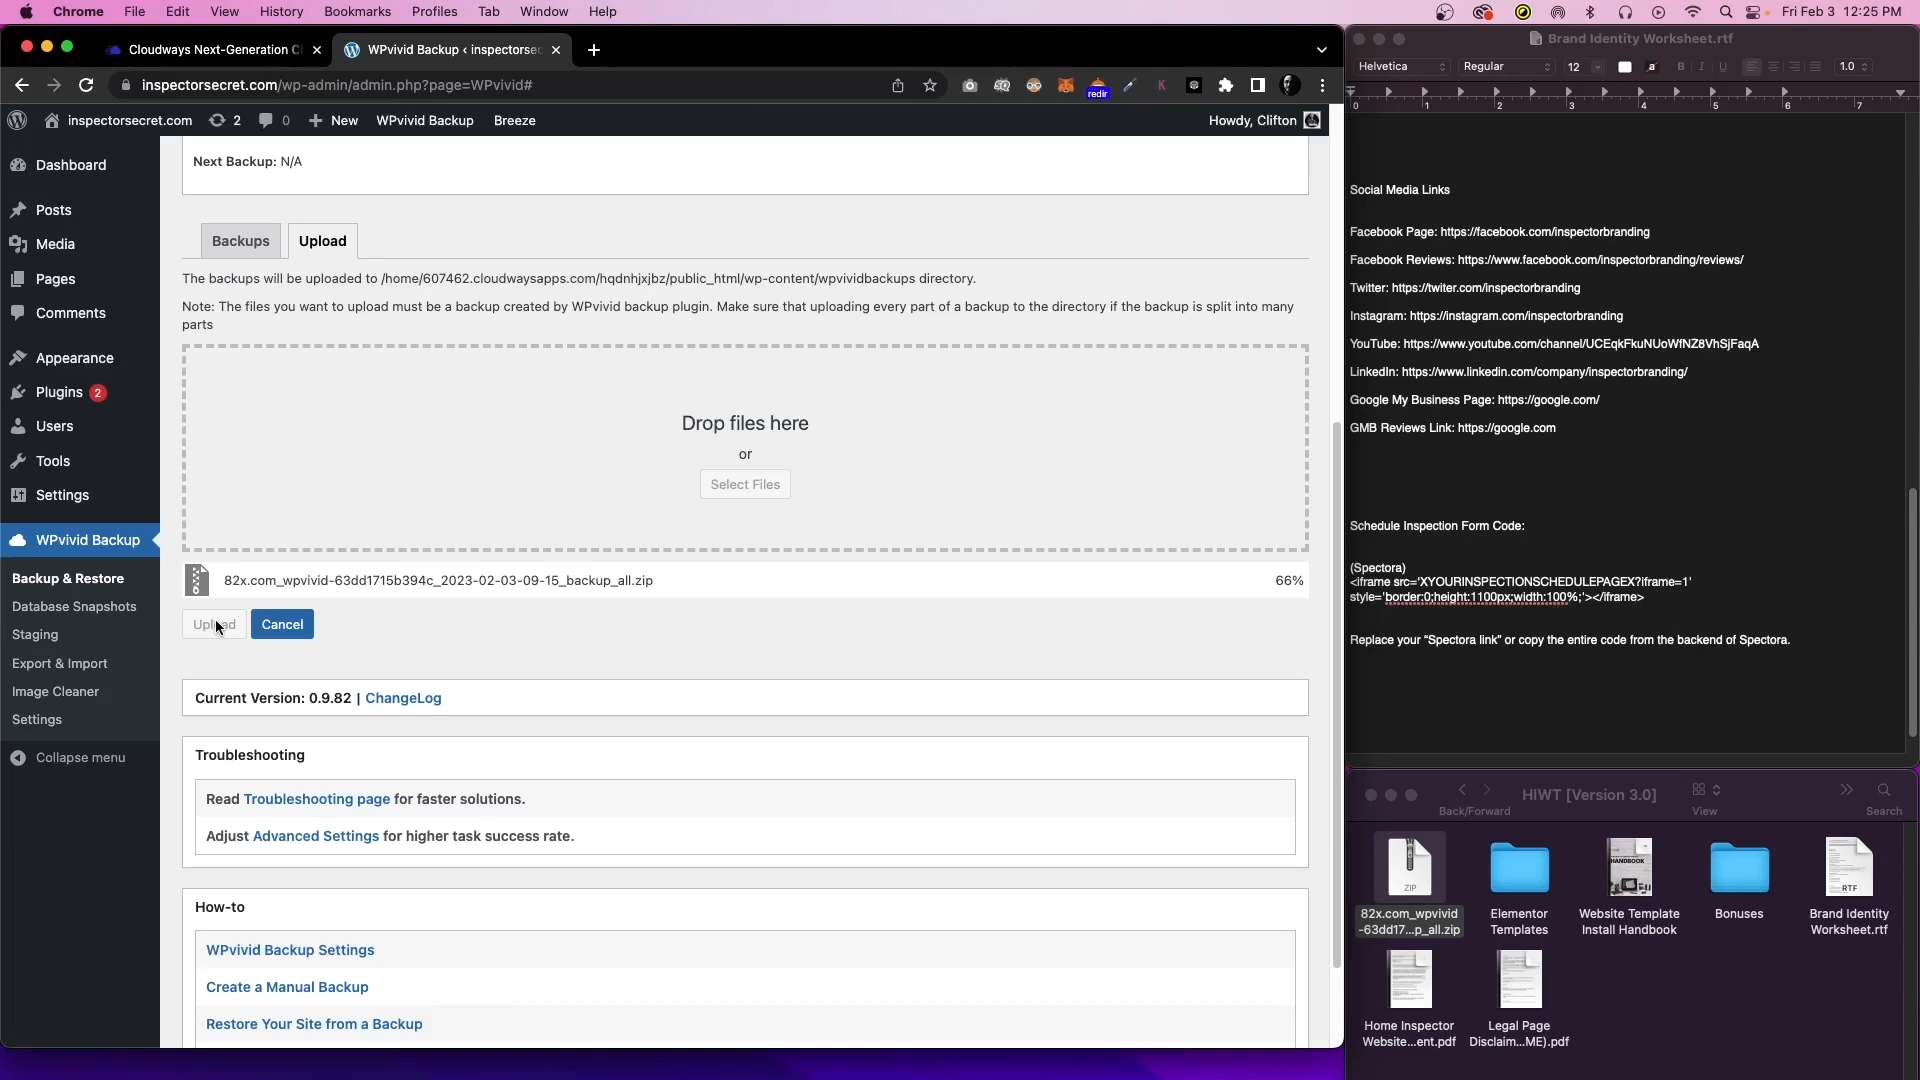 Chrome File Edit View History Bookmarks Profiles Tab Window Help
Fri Feb 3 12:25 PM
Cloudways Next-Generation C
WPvivid Backup ‹ inspectorsec
inspectorsecret.com/wp-admin/admin.php?page=WPvivid#
redir
inspectorsecret.com 2 0 New WPvivid Backup Breeze
Howdy, Clifton
Dashboard
Posts
Media
Pages
Comments
Appearance
Plugins 2
Users
Tools
Settings
WPvivid Backup
Backup & Restore
Database Snapshots
Staging
Export & Import
Image Cleaner
Settings
Collapse menu
Next Backup: N/A
Backups Upload
The backups will be uploaded to /home/607462.cloudwaysapps.com/hqdnhjxjbz/public_html/wp-content/wpvividbackups directory.
Note: The files you want to upload must be a backup created by WPvivid backup plugin. Make sure that uploading every part of a backup to the directory if the backup is split into many
parts
Drop files here
or
Select Files
82x.com_wpvivid-63dd1715b394c_2023-02-03-09-15_backup_all.zip 66%
Upload Cancel
Current Version: 0.9.82 | ChangeLog
Troubleshooting
Read Troubleshooting page for faster solutions.
Adjust Advanced Settings for higher task success rate.
How-to
WPvivid Backup Settings
Create a Manual Backup
Restore Your Site from a Backup
Brand Identity Worksheet.rtf
Helvetica Regular 12 a B I U 1.0
0 1 2 3 4 5 6 7
Social Media Links
Facebook Page: https://facebook.com/inspectorbranding
Facebook Reviews: https://www.facebook.com/inspectorbranding/reviews/
Twitter: https://twiter.com/inspectorbranding
Instagram: https://instagram.com/inspectorbranding
YouTube: https://www.youtube.com/channel/UCEqkFkuNUoWfNZ8VhSjFaqA
LinkedIn: https://www.linkedin.com/company/inspectorbranding/
Google My Business Page: https://google.com/
GMB Reviews Link: https://google.com
Schedule Inspection Form Code:
(Spectora)
<iframe src='XYOURINSPECTIONSCHEDULEPAGEX?iframe=1'
style='border:0;height:1100px;width:100%;'></iframe>
Replace your “Spectora link” or copy the entire code from the backend of Spectora.
HIWT [Version 3.0]
Back/Forward View Search
ZIP
HANDBOOK
RTF
82x.com_wpvivid
-63dd17...p_all.zip
Elementor
Templates
Website Template
Install Handbook
Bonuses
Brand Identity
Worksheet.rtf
Home Inspector
Website...ent.pdf
Legal Page
Disclaim...ME).pdf